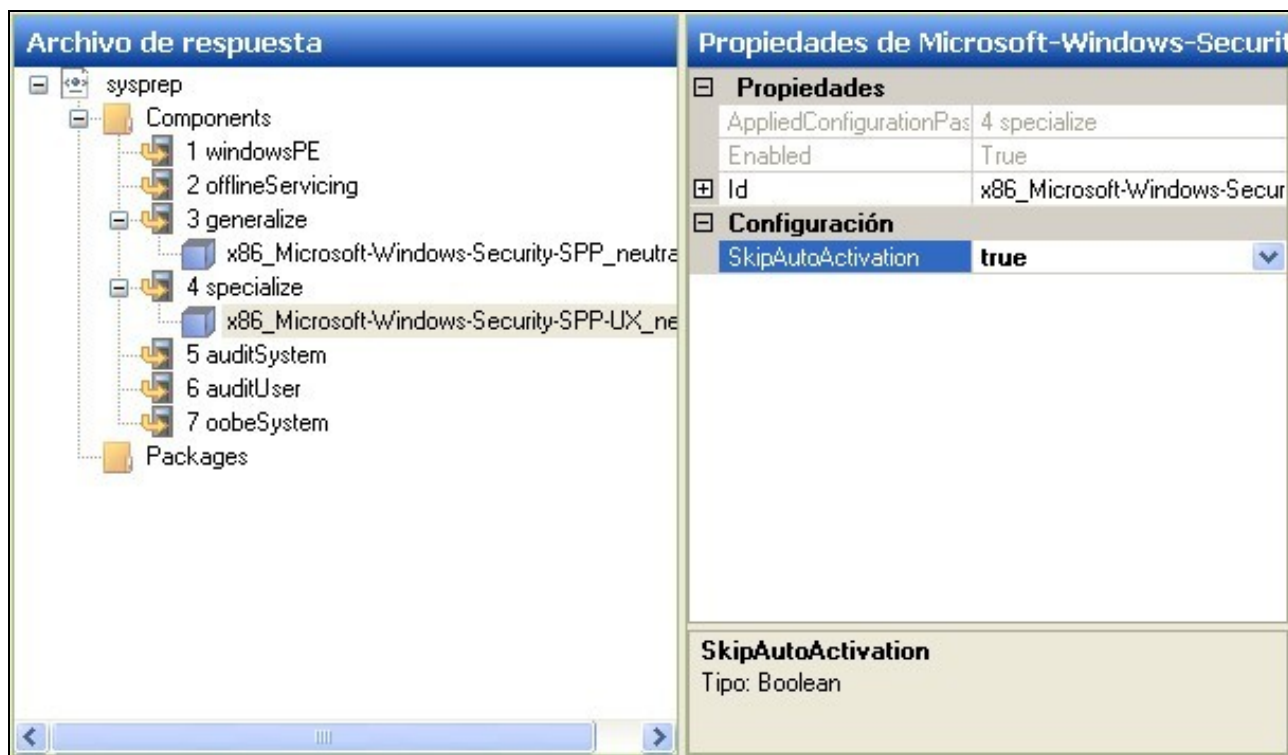 Archivo de respuesta
sysprep
Components
1 windowsPE
2 offlineServicing
3 generalize
x86_Microsoft-Windows-Security-SPP_neutra
4 specialize
x86_Microsoft-Windows-Security-SPP-UX_ne
5 auditSystem
6 auditUser
7 oobeSystem
Packages
Propiedades de Microsoft-Windows-Securit
Propiedades
AppliedConfigurationPas 4 specialize
Enabled True
Id x86_Microsoft-Windows-Secur
Configuración
SkipAutoActivation true
SkipAutoActivation
Tipo: Boolean